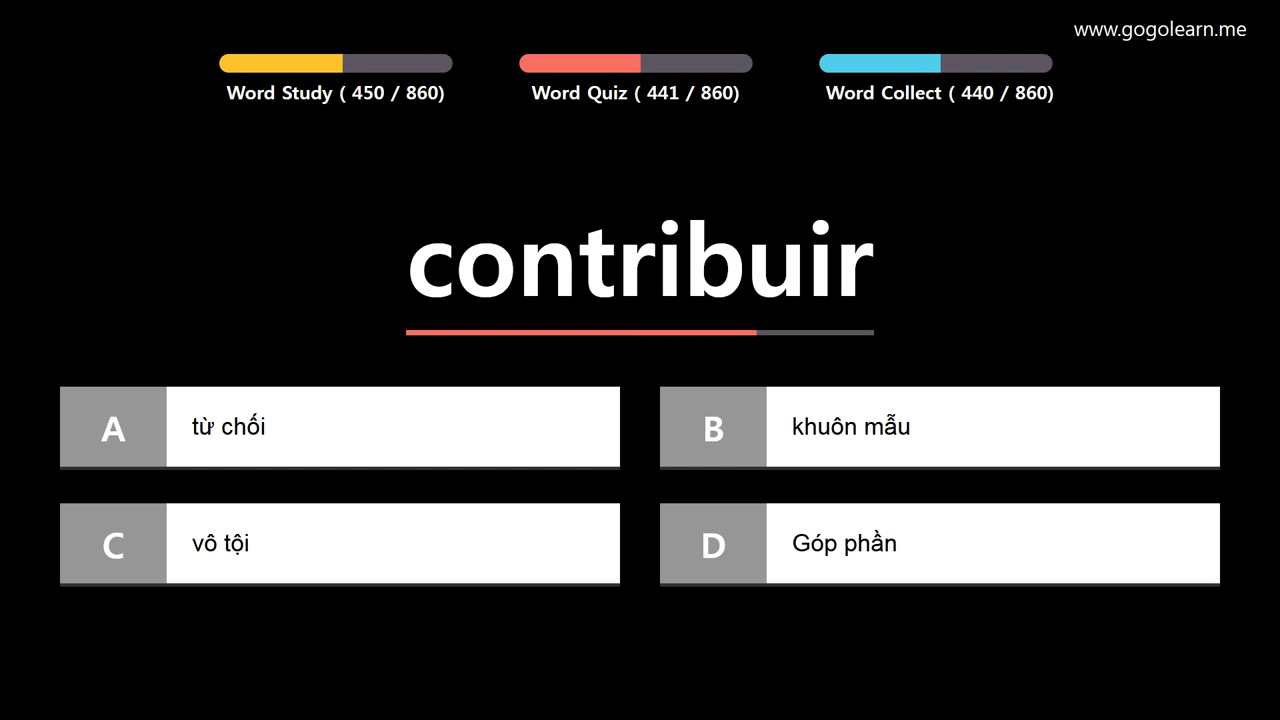 www.gogolearn.me
Word Study ( 450 / 860)
Word Quiz ( 441 / 860)
Word Collect ( 440 / 860)
contribuir
A
từ chối
B
khuôn mẫu
C
vô tội
D
Góp phần